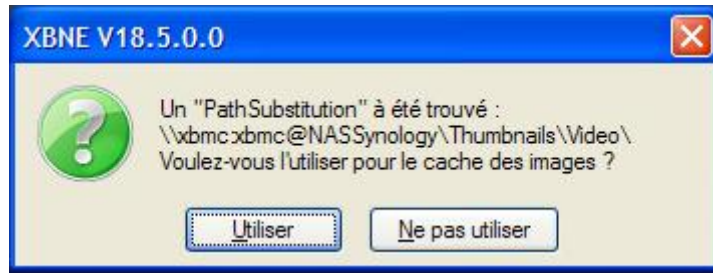 XBNE V18.5.0.0
Un "PathSubstitution" à été trouvé :
\\xbmc:xbmc@NASSynology\Thumbnails\Video\
Voulez-vous l'utiliser pour le cache des images ?
Utiliser
Ne pas utiliser